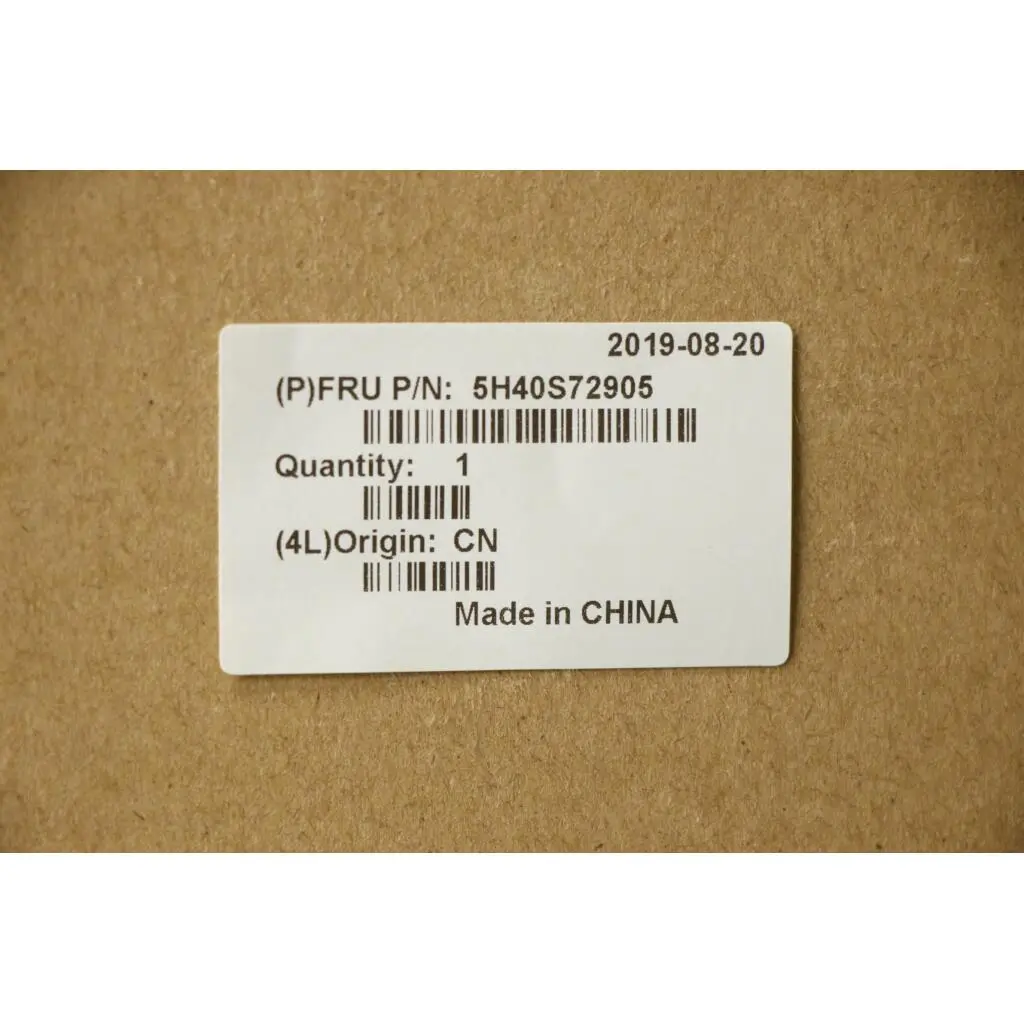 2019-08-20
(P)FRU P/N: 5H40S72905
Quantity: 1
(4L)Origin: CN
Made in CHINA